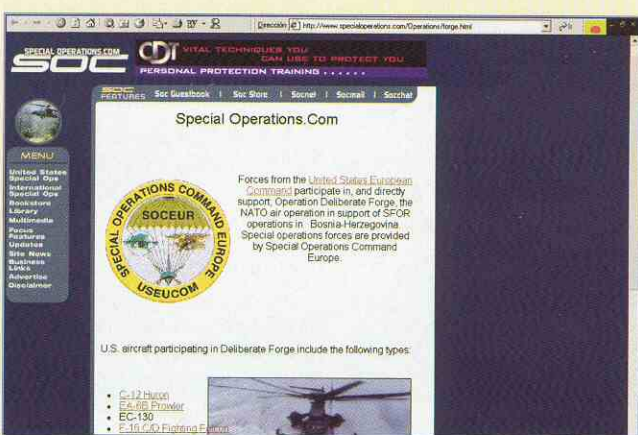 Dirección
http://www.specialoperations.com/Operations/forge.html
SPECIAL OPERATIONS.COM
SOC
CDT VITAL TECHNIQUES YOU
CAN USE TO PROTECT YOU
PERSONAL PROTECTION TRAINING . . . . . .
SOC
FEATURES Soc Guestbook | Soc Store | Socnet | Socmail | Socchat
MENU
United States
Special Ops
International
Special Ops
Bookstore
Library
Multimedia
Focus
Features
Updates
Site News
Business
Links
Advertise
Disclaimer
Special Operations.Com
SPECIAL OPERATIONS COMMAND EUROPE
SOCEUR
USEUCOM
Forces from the United States European
Command participate in, and directly
support, Operation Deliberate Forge, the
NATO air operation in support of SFOR
operations in Bosnia-Herzegovina.
Special operations forces are provided
by Special Operations Command
Europe.
U.S. aircraft participating in Deliberate Forge include the following types:
• C-12 Huron
• EA-6B Prowler
• EC-130
• F-16 C/D Fighting Falcon